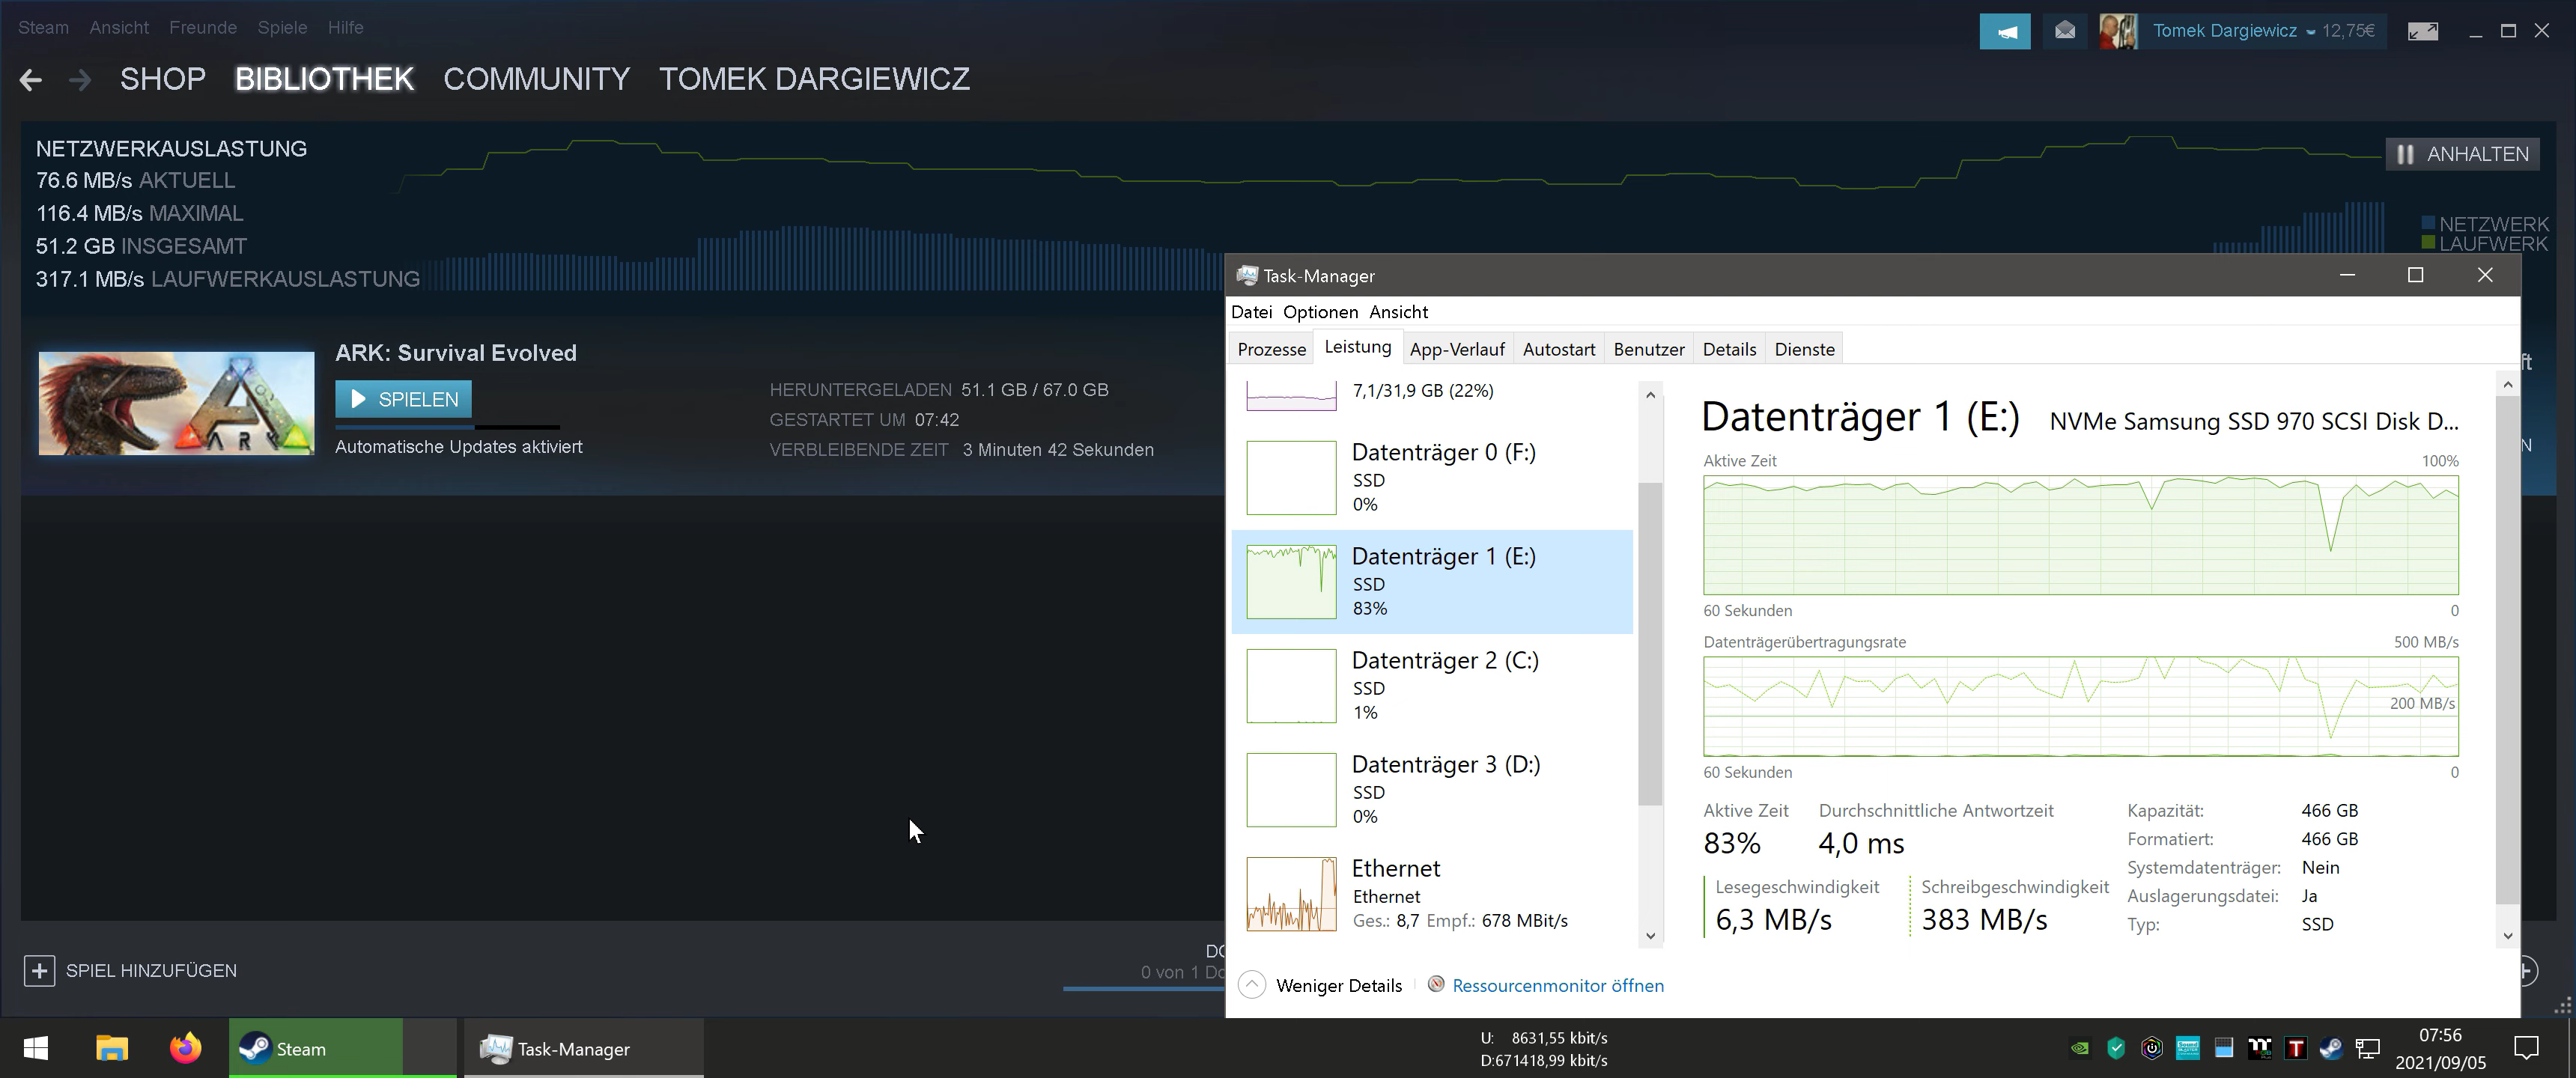 Steam Ansicht Freunde Spiele Hilfe
Tomek Dargiewicz 12,75€
SHOP BIBLIOTHEK COMMUNITY TOMEK DARGIEWICZ
NETZWERKAUSLASTUNG
76.6 MB/s AKTUELL
116.4 MB/s MAXIMAL
51.2 GB INSGESAMT
317.1 MB/s LAUFWERKAUSLASTUNG
ANHALTEN
NETZWERK
LAUFWERK
ARK: Survival Evolved
SPIELEN
Automatische Updates aktiviert
ARK
HERUNTERGELADEN 51.1 GB / 67.0 GB
GESTARTET UM 07:42
VERBLEIBENDE ZEIT 3 Minuten 42 Sekunden
SPIEL HINZUFÜGEN
0 von 1
Task-Manager
Datei Optionen Ansicht
Prozesse Leistung App-Verlauf Autostart Benutzer Details Dienste
7,1/31,9 GB (22%)
Datenträger 0 (F:)
SSD
0%
Datenträger 1 (E:)
SSD
83%
Datenträger 2 (C:)
SSD
1%
Datenträger 3 (D:)
SSD
0%
Ethernet
Ethernet
Ges.: 8,7 Empf.: 678 MBit/s
Datenträger 1 (E:) NVMe Samsung SSD 970 SCSI Disk D...
Aktive Zeit 100%
60 Sekunden 0
Datenträgerübertragungsrate 500 MB/s
200 MB/s
60 Sekunden 0
Aktive Zeit
83%
Durchschnittliche Antwortzeit
4,0 ms
Lesegeschwindigkeit
6,3 MB/s
Schreibgeschwindigkeit
383 MB/s
Kapazität: 466 GB
Formatiert: 466 GB
Systemdatenträger: Nein
Auslagerungsdatei: Ja
Typ: SSD
Weniger Details Ressourcenmonitor öffnen
Steam
Task-Manager
U: 8631,55 kbit/s
D:671418,99 kbit/s
07:56
2021/09/05